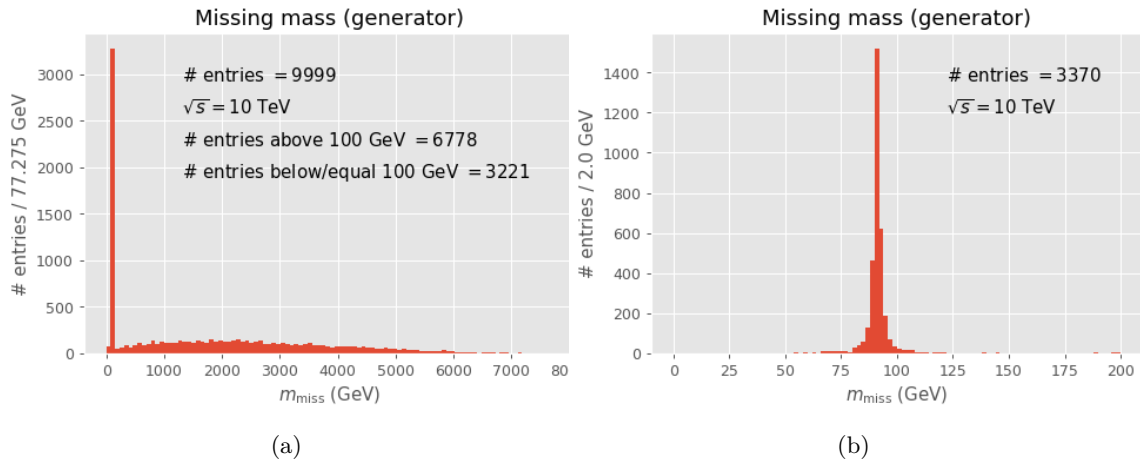 Missing mass (generator)
# entries = 9999
√s = 10 TeV
# entries above 100 GeV = 6778
# entries below/equal 100 GeV = 3221
# entries / 77.275 GeV
3000
2500
2000
1500
1000
500
0
0 1000 2000 3000 4000 5000 6000 7000 80
m_miss (GeV)
(a)
Missing mass (generator)
# entries = 3370
√s = 10 TeV
# entries / 2.0 GeV
1400
1200
1000
800
600
400
200
0
0 25 50 75 100 125 150 175 200
m_miss (GeV)
(b)